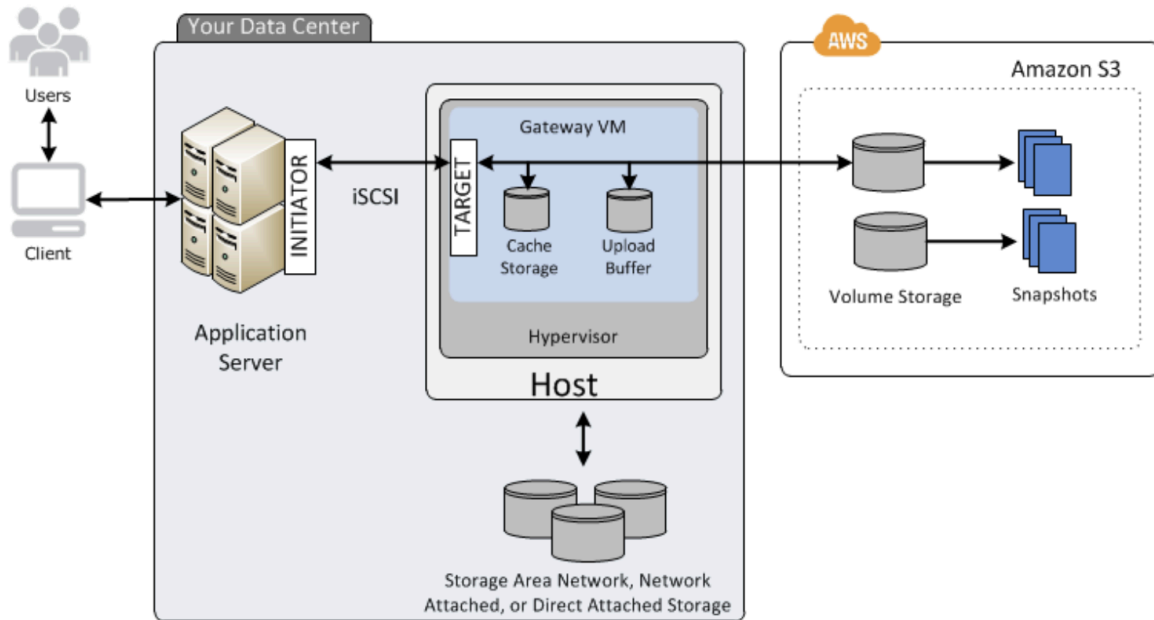 Your Data Center
AWS
Amazon S3
Users
Client
Application
Server
INITIATOR
iSCSI
TARGET
Gateway VM
Cache
Storage
Upload
Buffer
Hypervisor
Host
Volume Storage
Snapshots
Storage Area Network, Network
Attached, or Direct Attached Storage